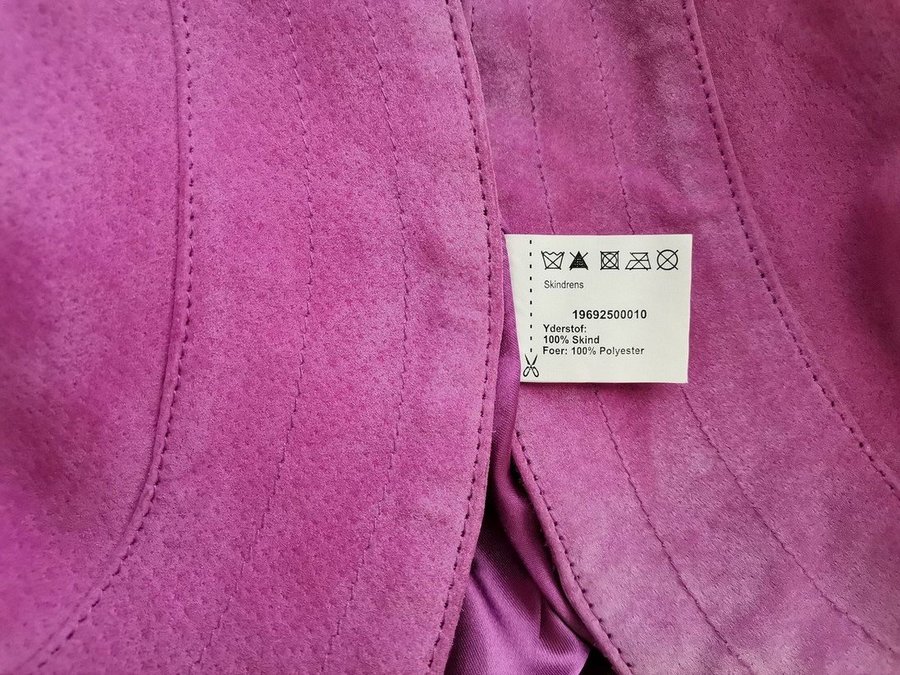 Skindrens
19692500010
Yderstof:
100% Skind
Foer: 100% Polyester